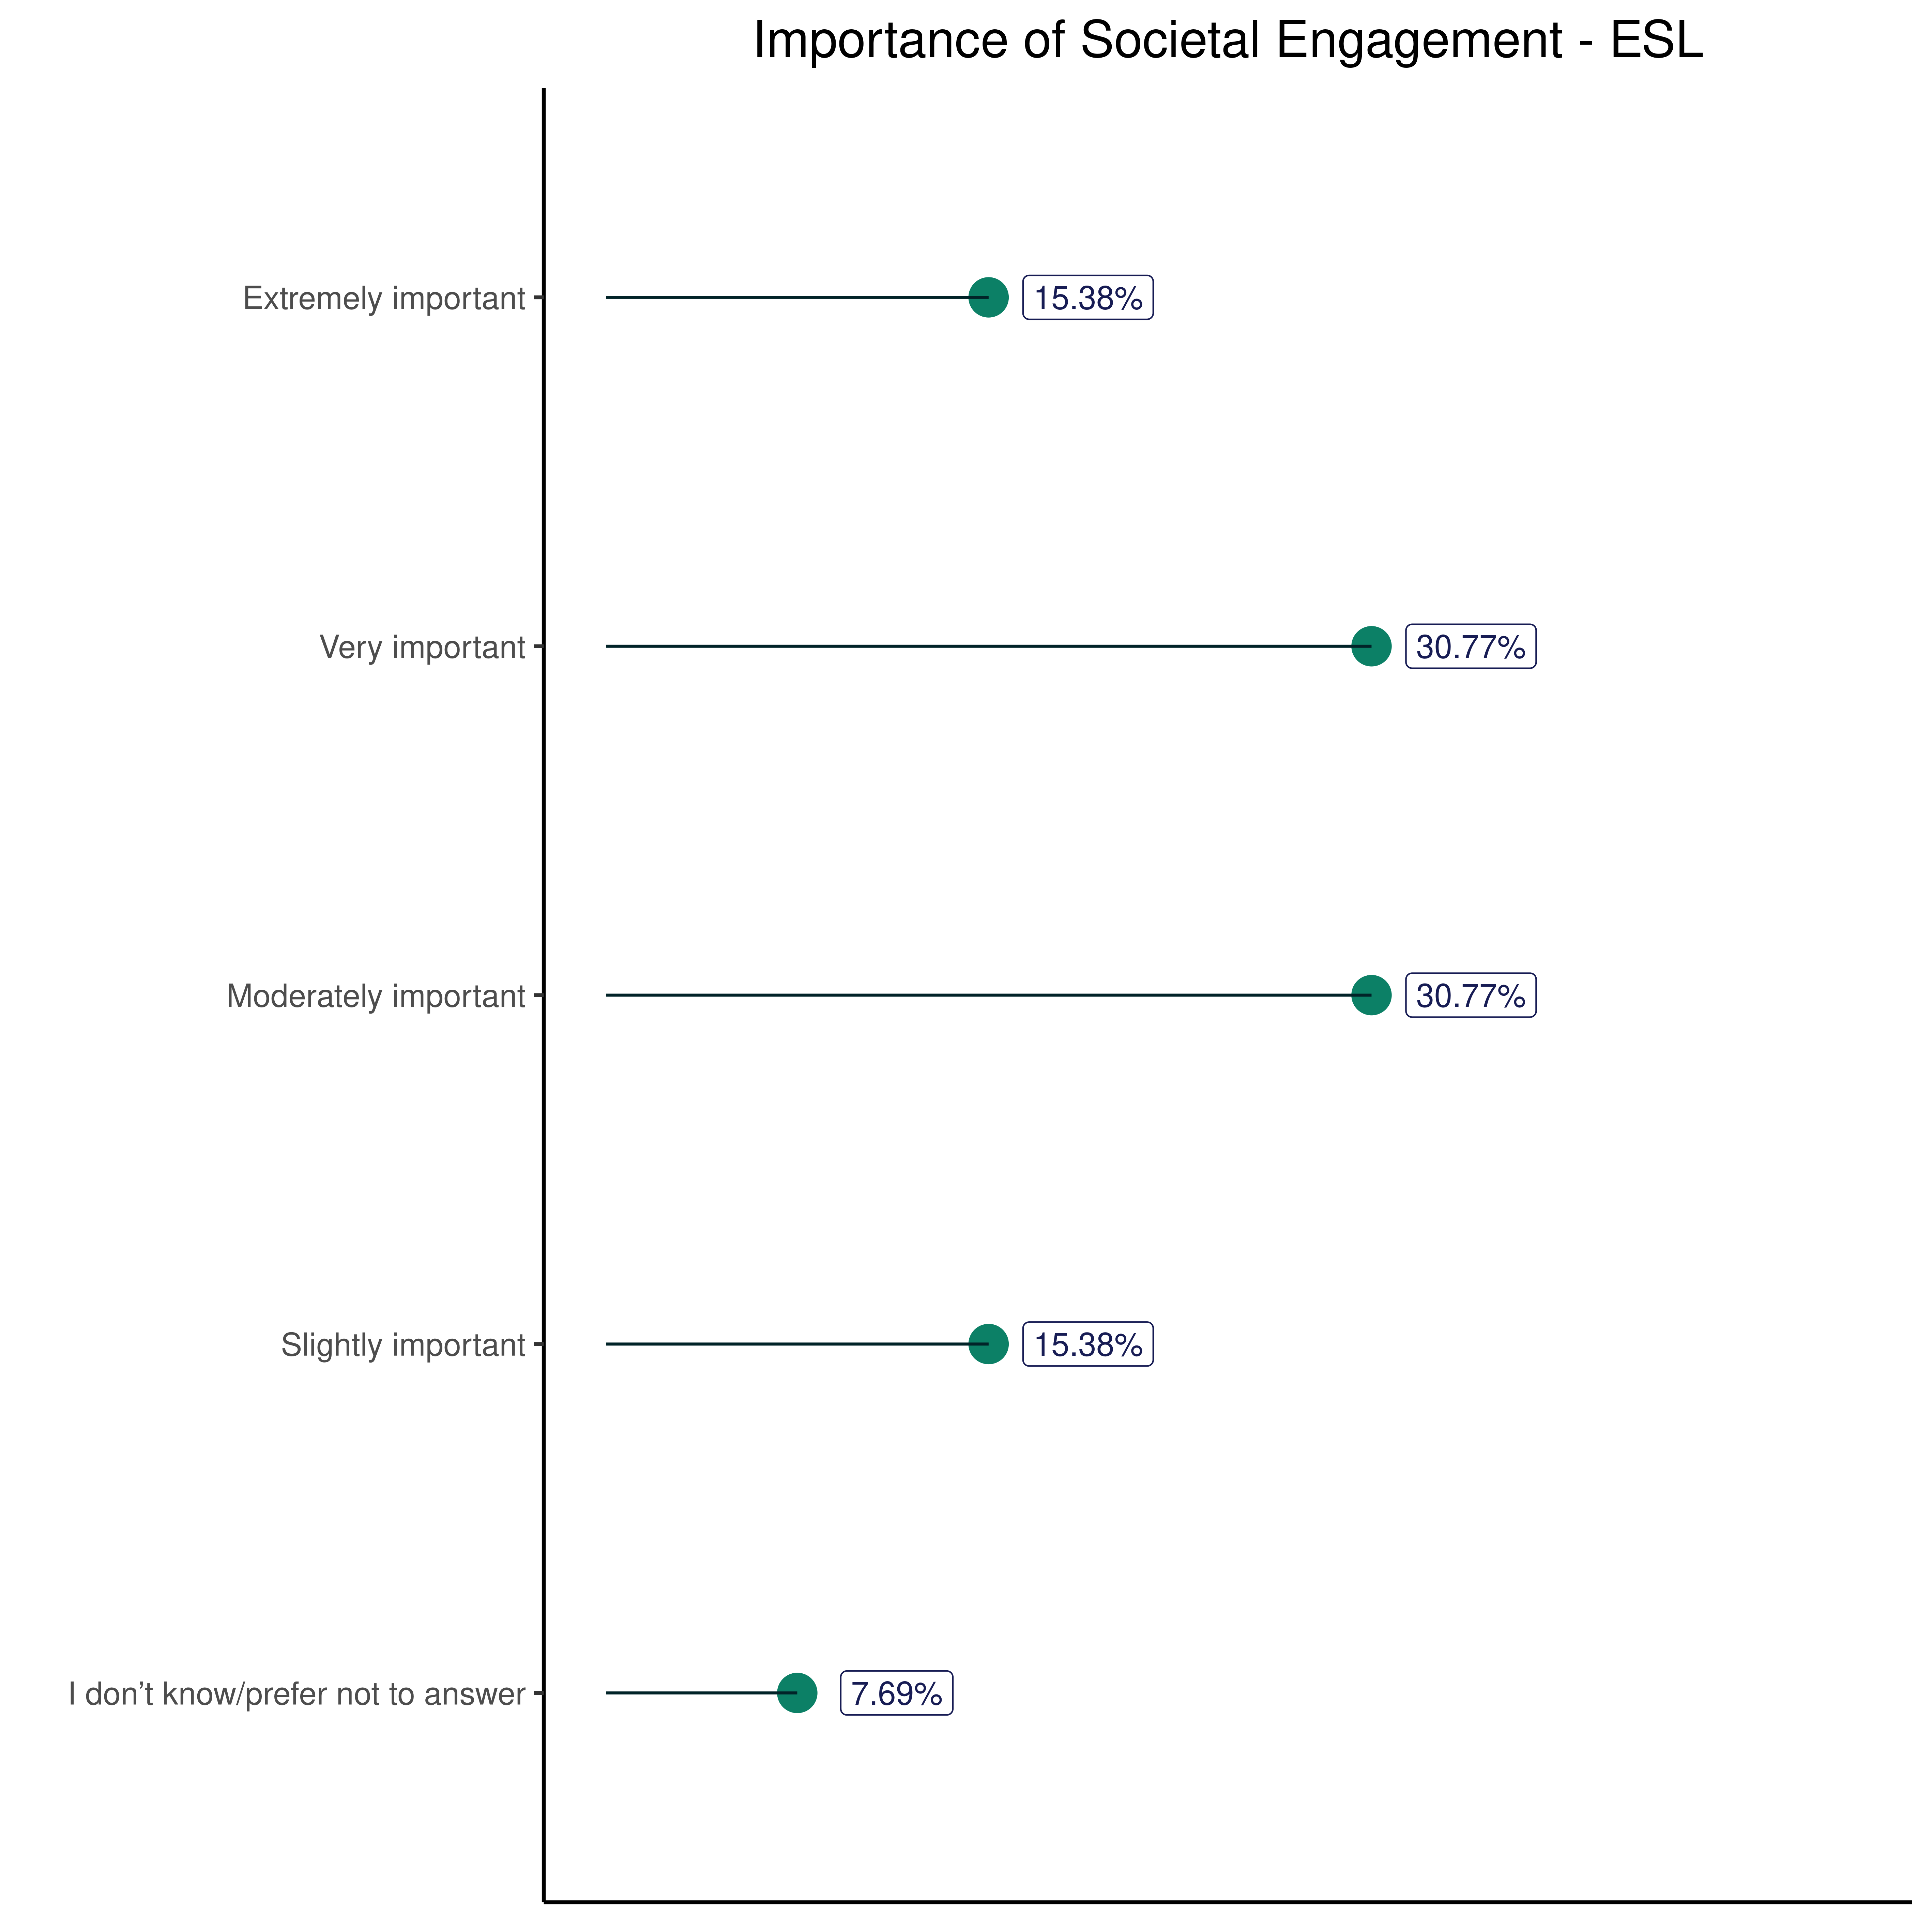 Importance of Societal Engagement - ESL
Extremely important 15.38%
Very important 30.77%
Moderately important 30.77%
Slightly important 15.38%
I don’t know/prefer not to answer 7.69%